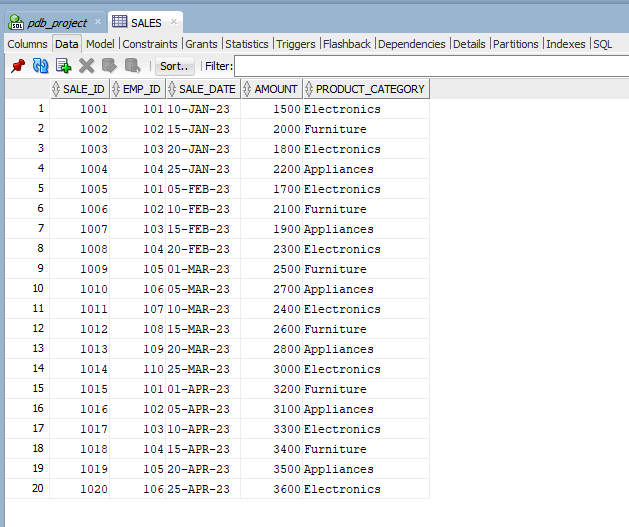 SQL pdb_project × SALES ×
Columns Data Model Constraints Grants Statistics Triggers Flashback Dependencies Details Partitions Indexes SQL
Sort.. Filter:
SALE_ID EMP_ID SALE_DATE AMOUNT PRODUCT_CATEGORY
1 1001 101 10-JAN-23 1500 Electronics
2 1002 102 15-JAN-23 2000 Furniture
3 1003 103 20-JAN-23 1800 Electronics
4 1004 104 25-JAN-23 2200 Appliances
5 1005 101 05-FEB-23 1700 Electronics
6 1006 102 10-FEB-23 2100 Furniture
7 1007 103 15-FEB-23 1900 Appliances
8 1008 104 20-FEB-23 2300 Electronics
9 1009 105 01-MAR-23 2500 Furniture
10 1010 106 05-MAR-23 2700 Appliances
11 1011 107 10-MAR-23 2400 Electronics
12 1012 108 15-MAR-23 2600 Furniture
13 1013 109 20-MAR-23 2800 Appliances
14 1014 110 25-MAR-23 3000 Electronics
15 1015 101 01-APR-23 3200 Furniture
16 1016 102 05-APR-23 3100 Appliances
17 1017 103 10-APR-23 3300 Electronics
18 1018 104 15-APR-23 3400 Furniture
19 1019 105 20-APR-23 3500 Appliances
20 1020 106 25-APR-23 3600 Electronics